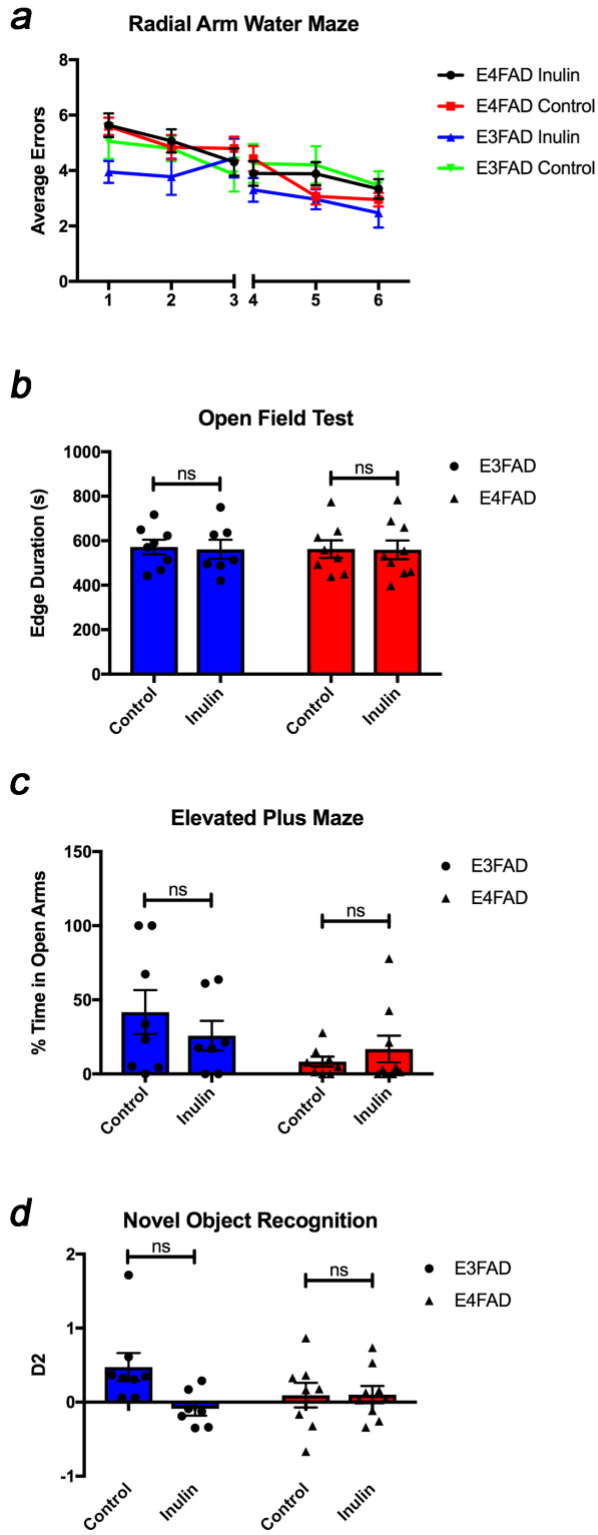 a
Radial Arm Water Maze
Average Errors
8
6
4
2
0
1 2 3 4 5 6
E4FAD Inulin
E4FAD Control
E3FAD Inulin
E3FAD Control
b
Open Field Test
Edge Duration (s)
1000
800
600
400
200
0
ns ns
Control Inulin Control Inulin
E3FAD
E4FAD
c
Elevated Plus Maze
% Time in Open Arms
150
100
50
0
ns ns
Control Inulin Control Inulin
E3FAD
E4FAD
d
Novel Object Recognition
D2
2
1
0
-1
ns ns
Control Inulin Control Inulin
E3FAD
E4FAD